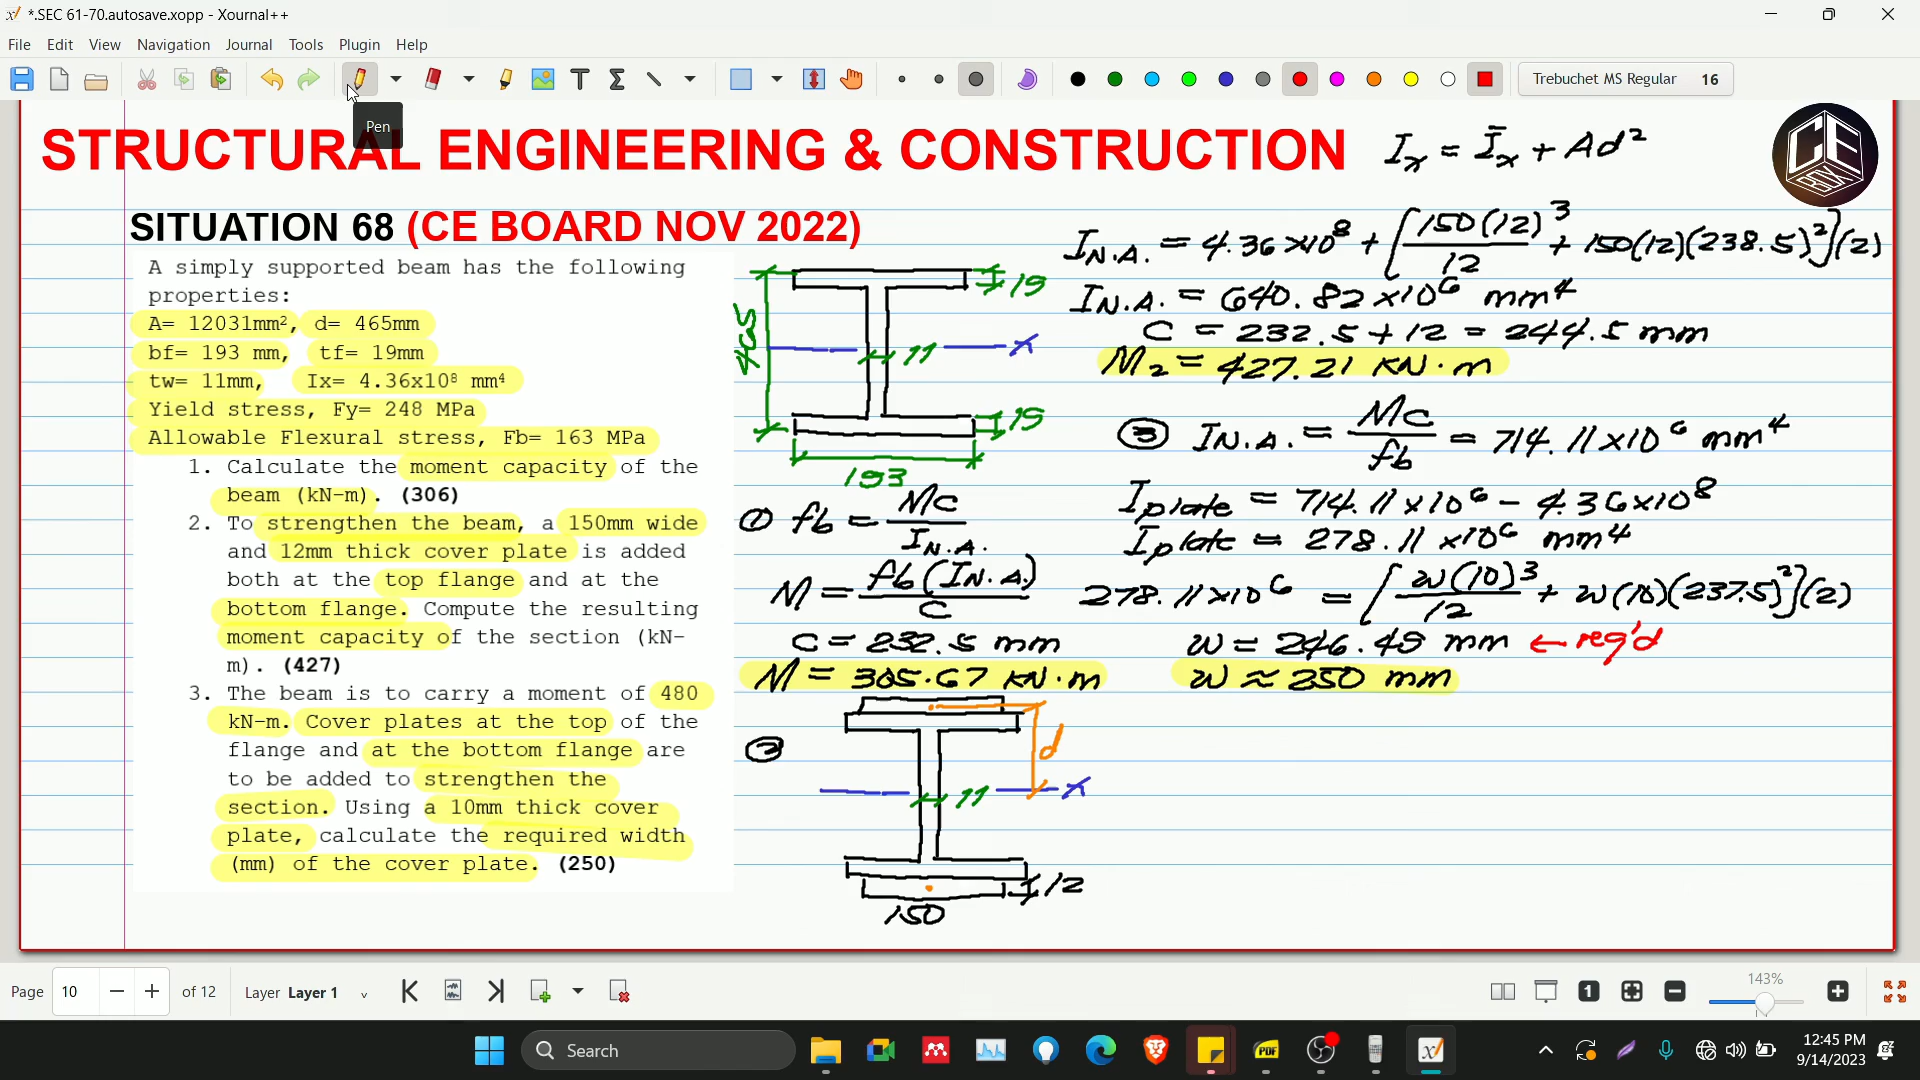 *.SEC 61-70.autosave.xopp - Xournal++
File Edit View Navigation Journal Tools Plugin Help
Trebuchet MS Regular 16
Pen
STRUCTURAL ENGINEERING & CONSTRUCTION
Ix = Īx + Ad²
SITUATION 68 (CE BOARD NOV 2022)
A simply supported beam has the following
properties:
A= 12031mm², d= 465mm
bf= 193 mm, tf= 19mm
tw= 11mm, Ix= 4.36x10⁸ mm⁴
Yield stress, Fy= 248 MPa
Allowable Flexural stress, Fb= 163 MPa
1. Calculate the moment capacity of the
beam (kN-m). (306)
2. To strengthen the beam, a 150mm wide
and 12mm thick cover plate is added
both at the top flange and at the
bottom flange. Compute the resulting
moment capacity of the section (kN-
m). (427)
3. The beam is to carry a moment of 480
kN-m. Cover plates at the top of the
flange and at the bottom flange are
to be added to strengthen the
section. Using a 10mm thick cover
plate, calculate the required width
(mm) of the cover plate. (250)
19
465
11
x
19
193
① fb = Mc / IN.A.
M = fb(IN.A.) / C
C = 232.5 mm
M = 305.67 KN·m
②
d
11
x
12
150
IN.A. = 4.36x10⁸ + [150(12)³/12 + 150(12)(238.5)²](2)
IN.A. = 640.82x10⁶ mm⁴
C = 232.5 + 12 = 244.5 mm
M₂ = 427.21 KN·m
③ IN.A. = Mc/fb = 714.11x10⁶ mm⁴
Iplate = 714.11x10⁶ - 4.36x10⁸
Iplate = 278.11x10⁶ mm⁴
278.11x10⁶ = [w(10)³/12 + w(10)(237.5)²](2)
w = 246.49 mm ← req'd
w ≈ 250 mm
Page 10 of 12 Layer Layer 1
143%
Search
12:45 PM
9/14/2023